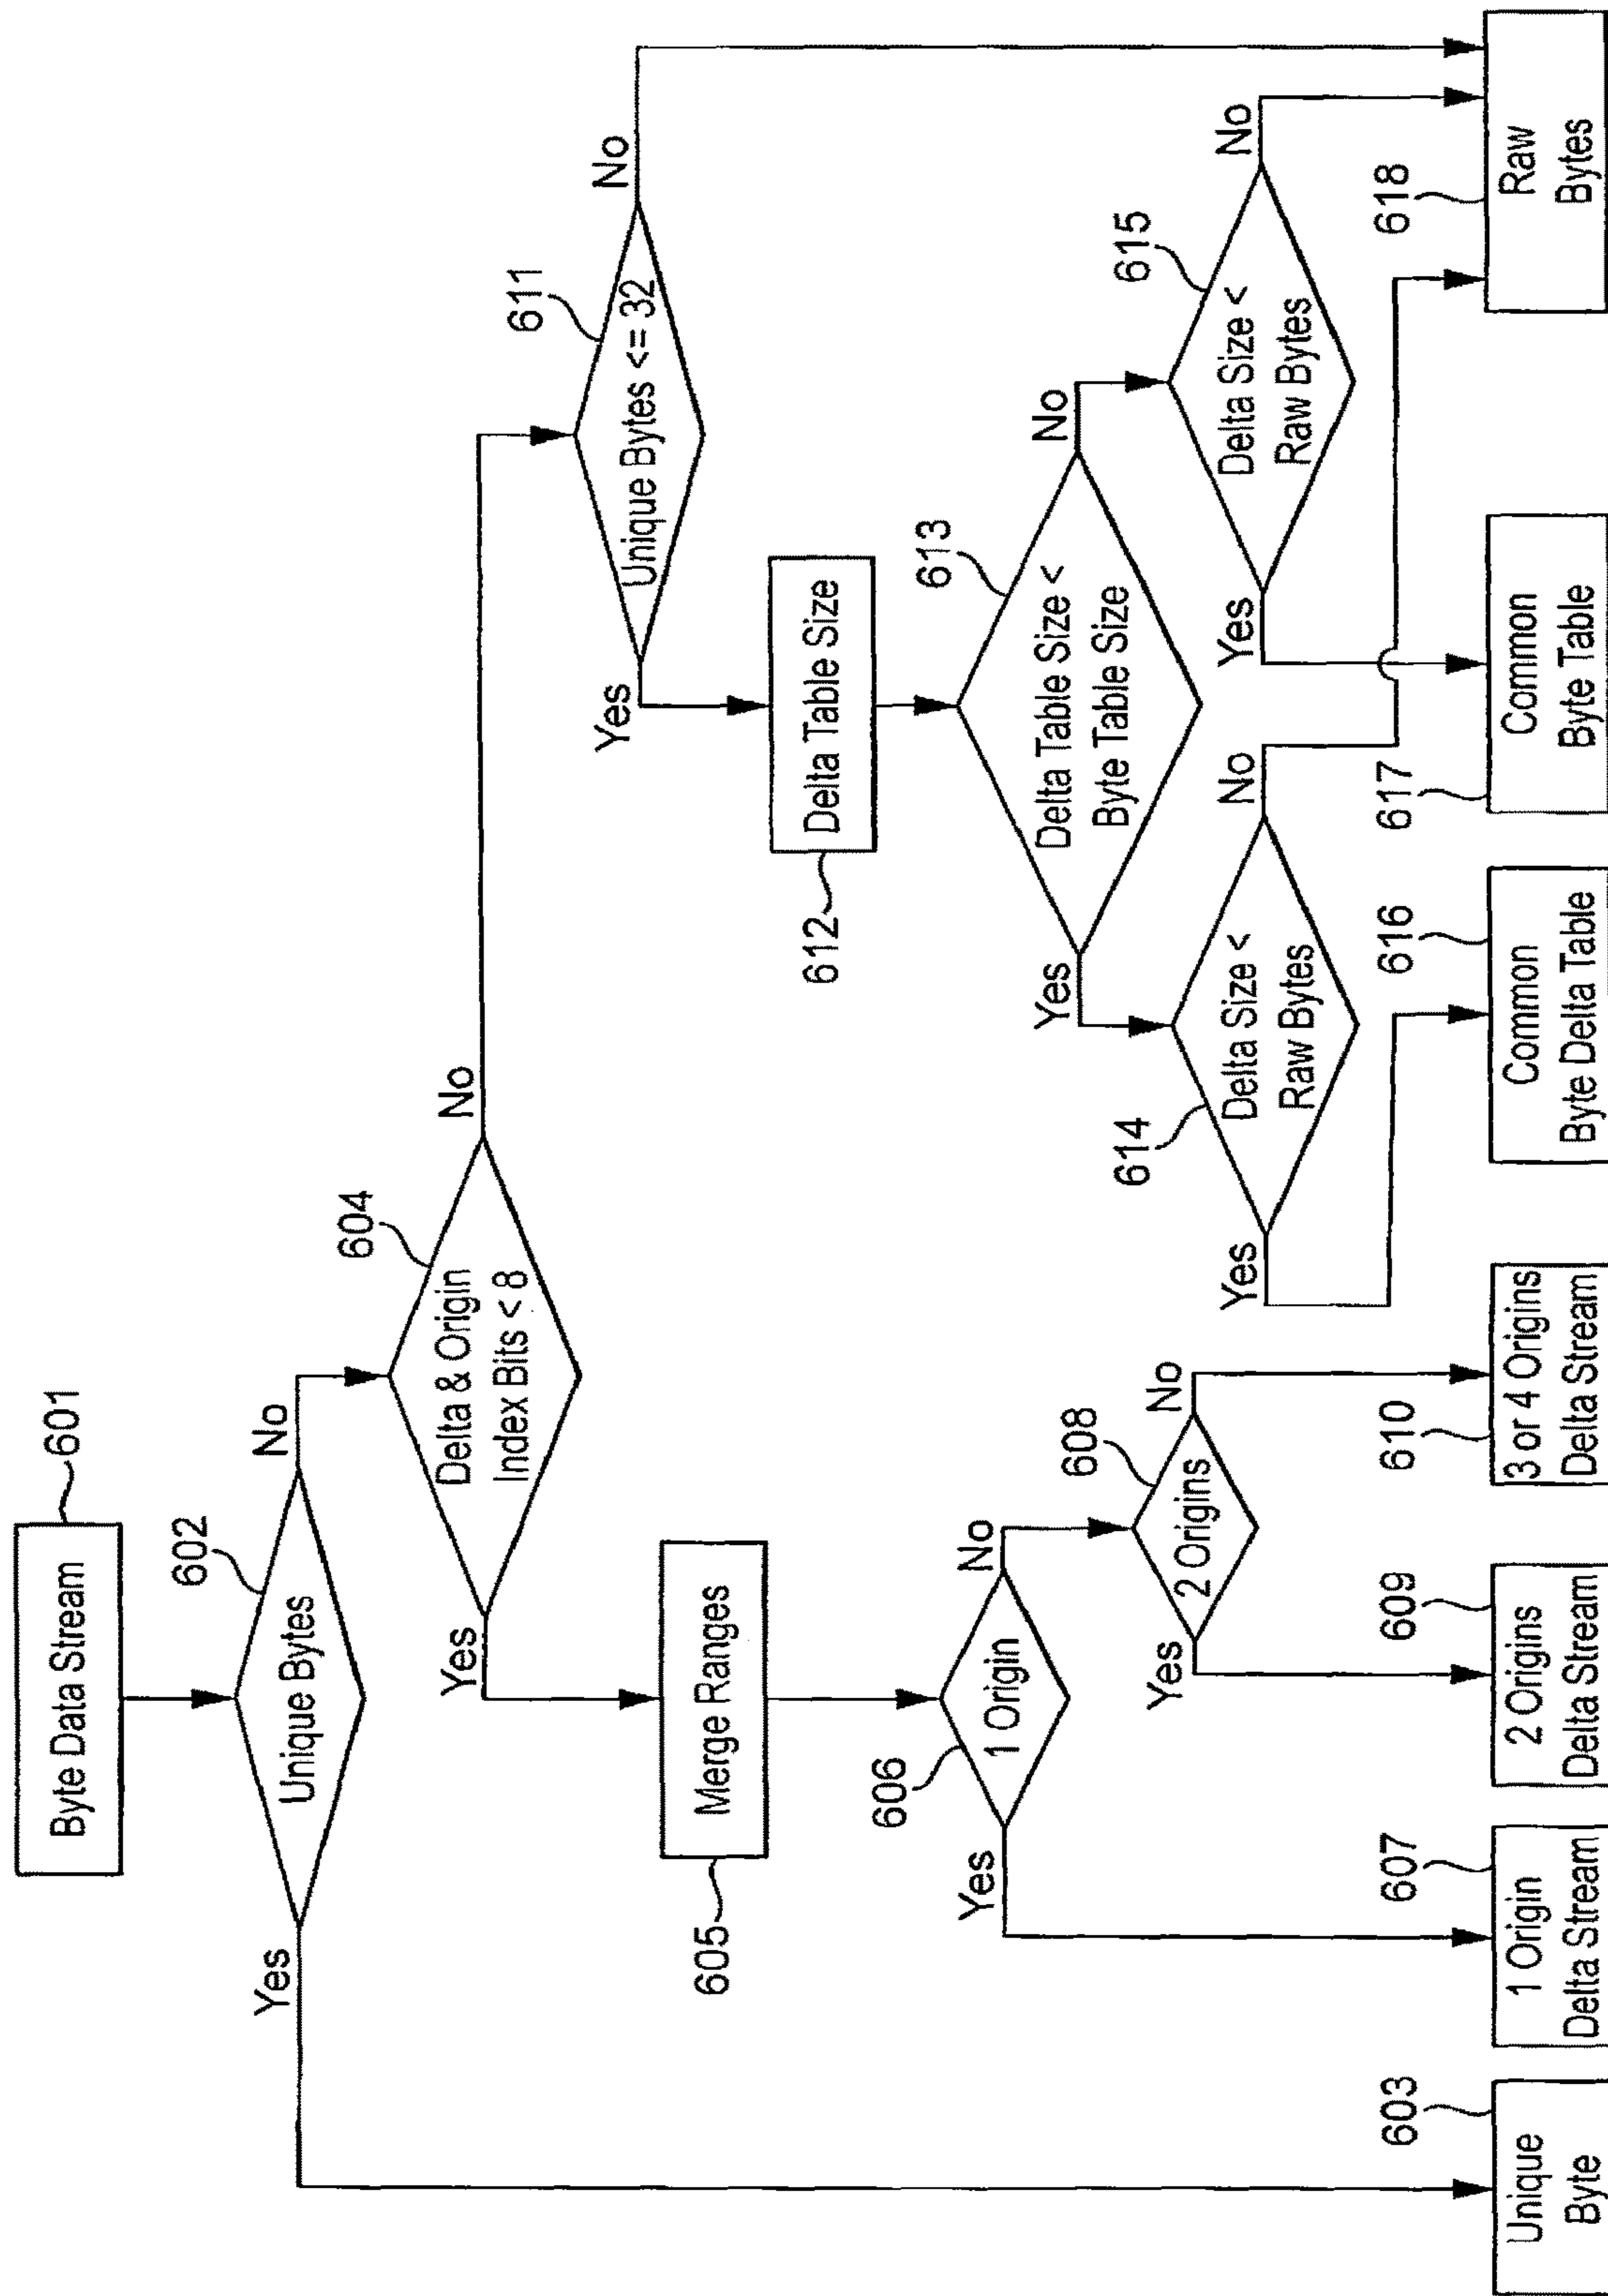 Byte Data Stream
601
602
Unique Bytes
Yes
No
604
Delta & Origin
Index Bits < 8
Yes
No
611
Unique Bytes <= 32
Yes
No
605
Merge Ranges
612
Delta Table Size
606
1 Origin
Yes
No
613
Delta Table Size <
Byte Table Size
Yes
No
608
2 Origins
Yes
No
614
Delta Size <
Raw Bytes
Yes
No
615
Delta Size <
Raw Bytes
Yes
No
603
Unique
Byte
607
1 Origin
Delta Stream
609
2 Origins
Delta Stream
610
3 or 4 Origins
Delta Stream
616
Common
Byte Delta Table
617
Common
Byte Table
618
Raw
Bytes